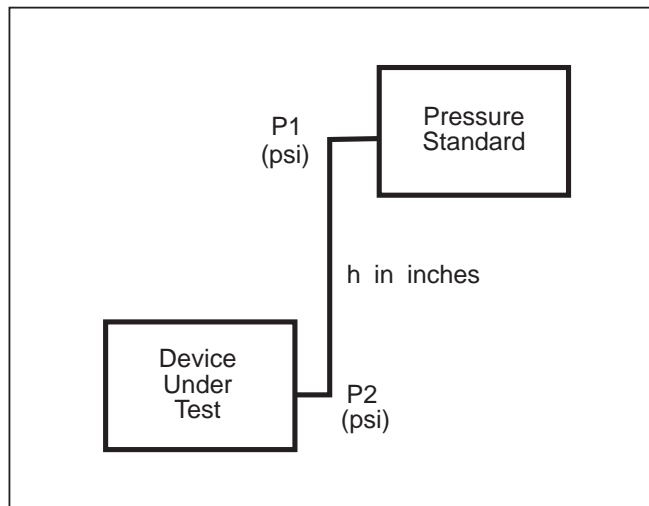 Pressure
Standard
P1
(psi)
h in inches
Device
Under
Test
P2
(psi)